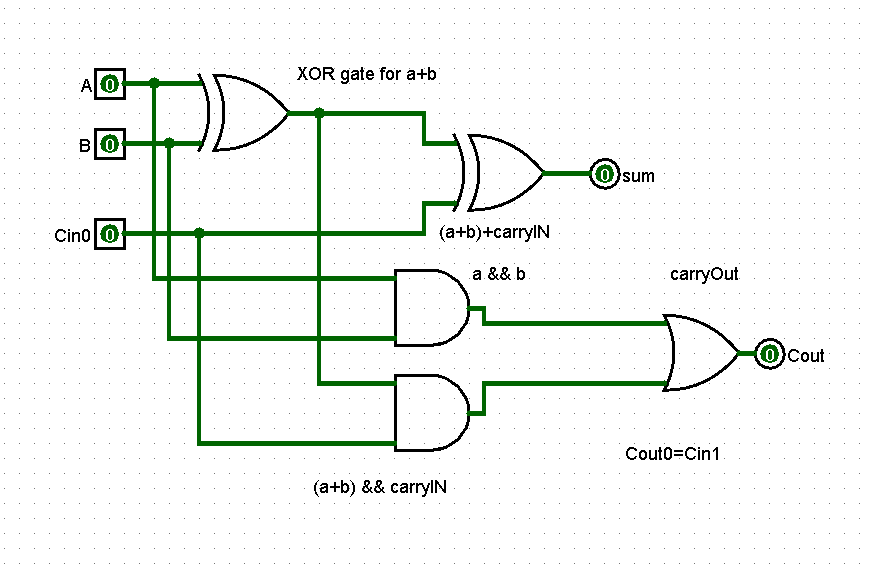 XOR gate for a+b
A 0
B 0
0 sum
Cin0 0
(a+b)+carryIN
a && b
carryOut
0 Cout
Cout0=Cin1
(a+b) && carryIN